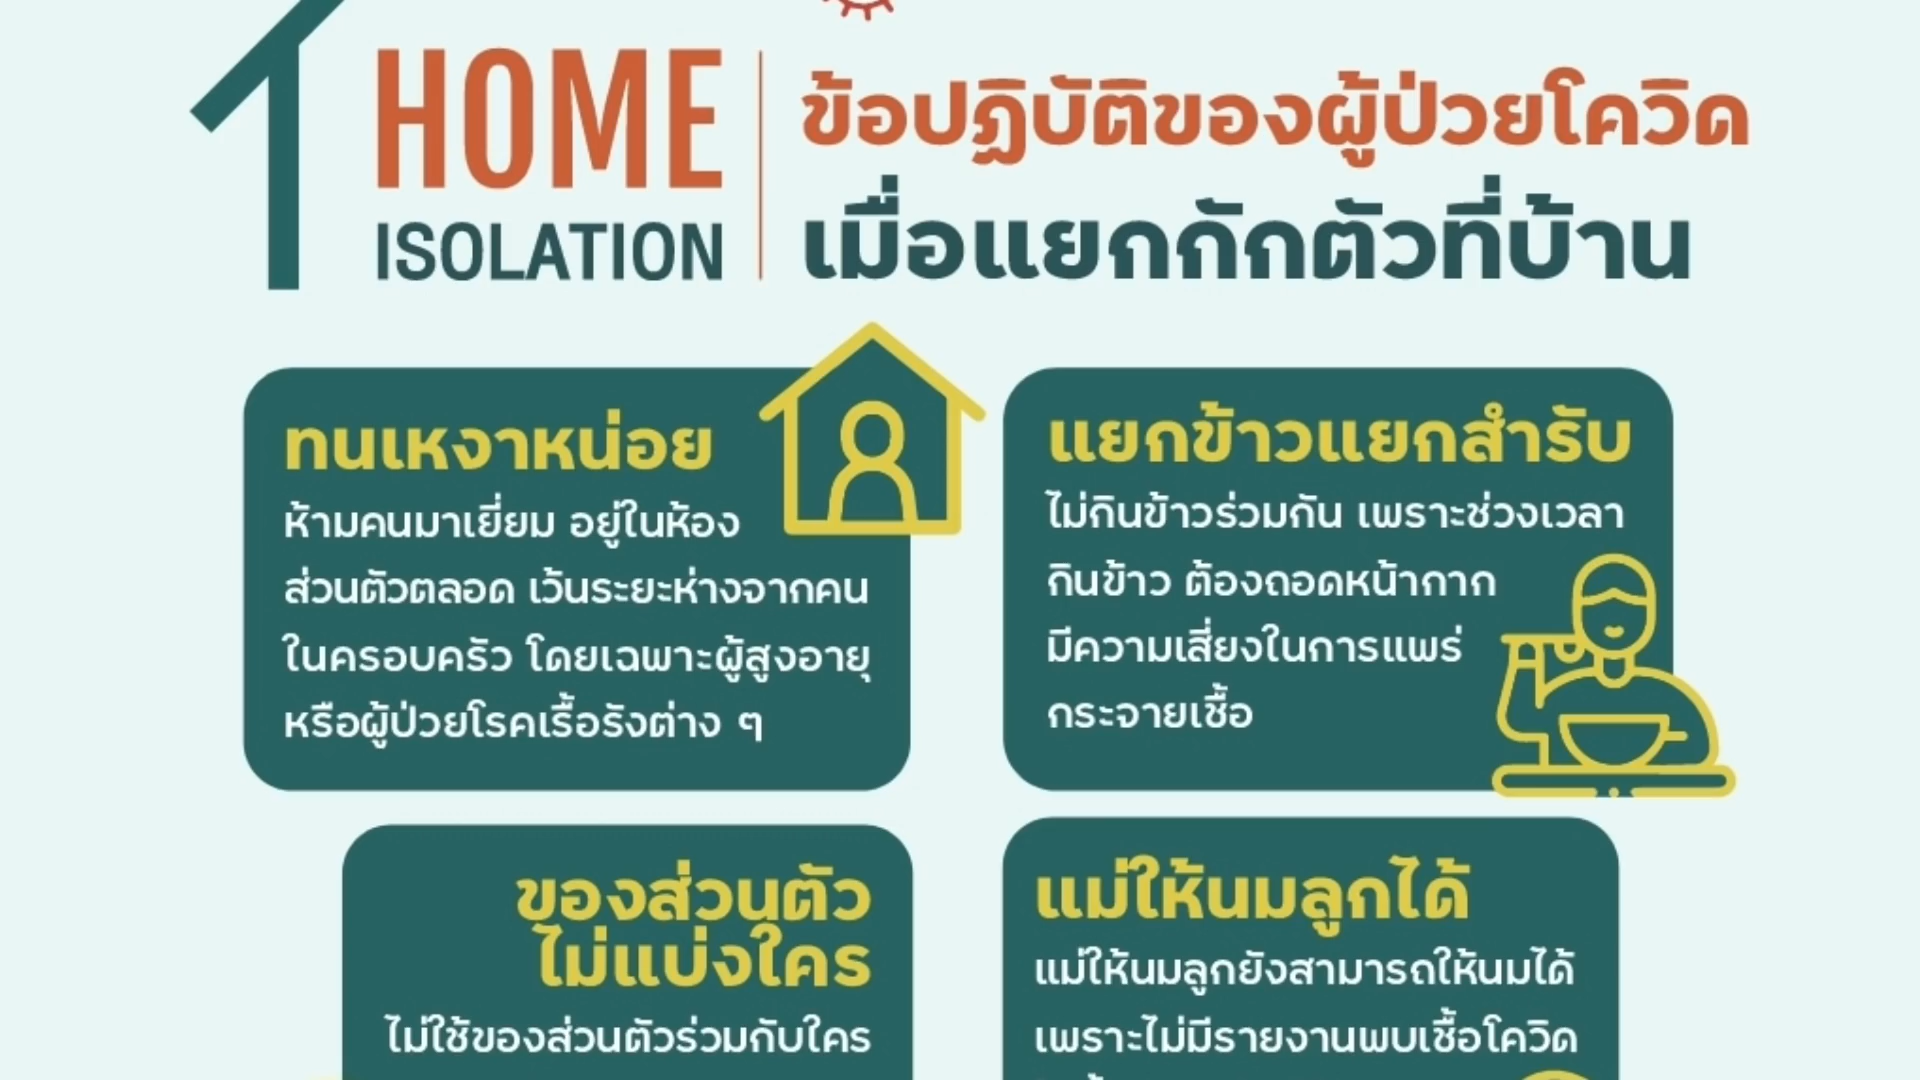 HOME
ISOLATION
ข้อปฏิบัติของผู้ป่วยโควิด
เมื่อแยกกักตัวที่บ้าน
ทนเหงาหน่อย
ห้ามคนมาเยี่ยม อยู่ในห้อง
ส่วนตัวตลอด เว้นระยะห่างจากคน
ในครอบครัว โดยเฉพาะผู้สูงอายุ
หรือผู้ป่วยโรคเรื้อรังต่าง ๆ
แยกข้าวแยกสำรับ
ไม่กินข้าวร่วมกัน เพราะช่วงเวลา
กินข้าว ต้องถอดหน้ากาก
มีความเสี่ยงในการแพร่
กระจายเชื้อ
ของส่วนตัว
ไม่แบ่งใคร
ไม่ใช้ของส่วนตัวร่วมกับใคร
แม่ให้นมลูกได้
แม่ให้นมลูกยังสามารถให้นมได้
เพราะไม่มีรายงานพบเชื้อโควิด